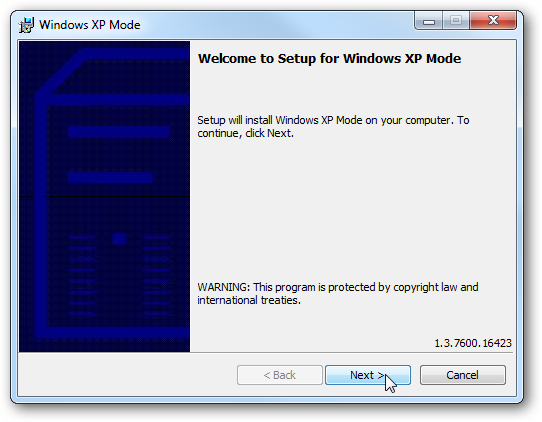 Windows XP Mode
Welcome to Setup for Windows XP Mode
Setup will install Windows XP Mode on your computer. To
continue, click Next.
WARNING: This program is protected by copyright law and
international treaties.
1.3.7600.16423
< Back
Next >
Cancel